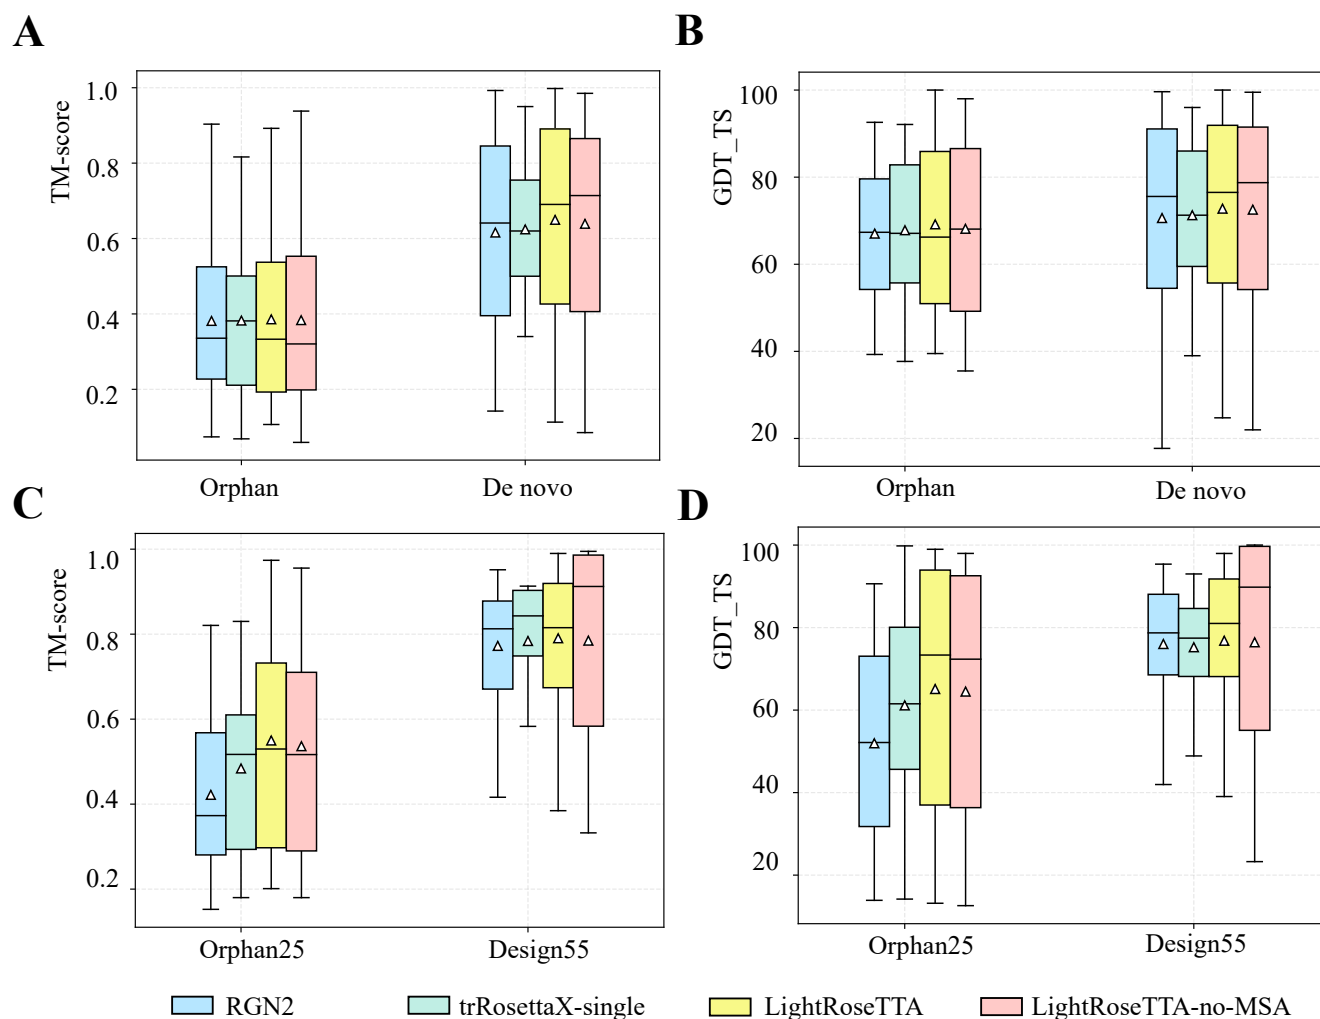 A
B
TM-score
1.0
0.8
0.6
0.4
0.2
Orphan
De novo
GDT_TS
100
80
60
40
20
Orphan
De novo
C
D
TM-score
1.0
0.8
0.6
0.4
0.2
Orphan25
Design55
GDT_TS
100
80
60
40
20
Orphan25
Design55
RGN2
trRosettaX-single
LightRoseTTA
LightRoseTTA-no-MSA